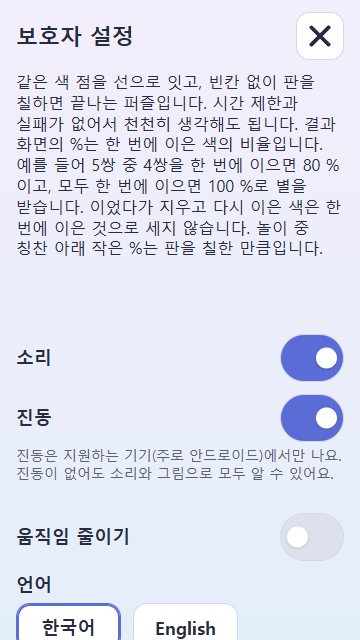 보호자 설정
같은 색 점을 선으로 잇고, 빈칸 없이 판을
칠하면 끝나는 퍼즐입니다. 시간 제한과
실패가 없어서 천천히 생각해도 됩니다. 결과
화면의 %는 한 번에 이은 색의 비율입니다.
예를 들어 5쌍 중 4쌍을 한 번에 이으면 80 %
이고, 모두 한 번에 이으면 100 %로 별을
받습니다. 이었다가 지우고 다시 이은 색은 한
번에 이은 것으로 세지 않습니다. 놀이 중
칭찬 아래 작은 %는 판을 칠한 만큼입니다.
소리
진동
진동은 지원하는 기기(주로 안드로이드)에서만 나요.
진동이 없어도 소리와 그림으로 모두 알 수 있어요.
움직임 줄이기
언어
한국어 English